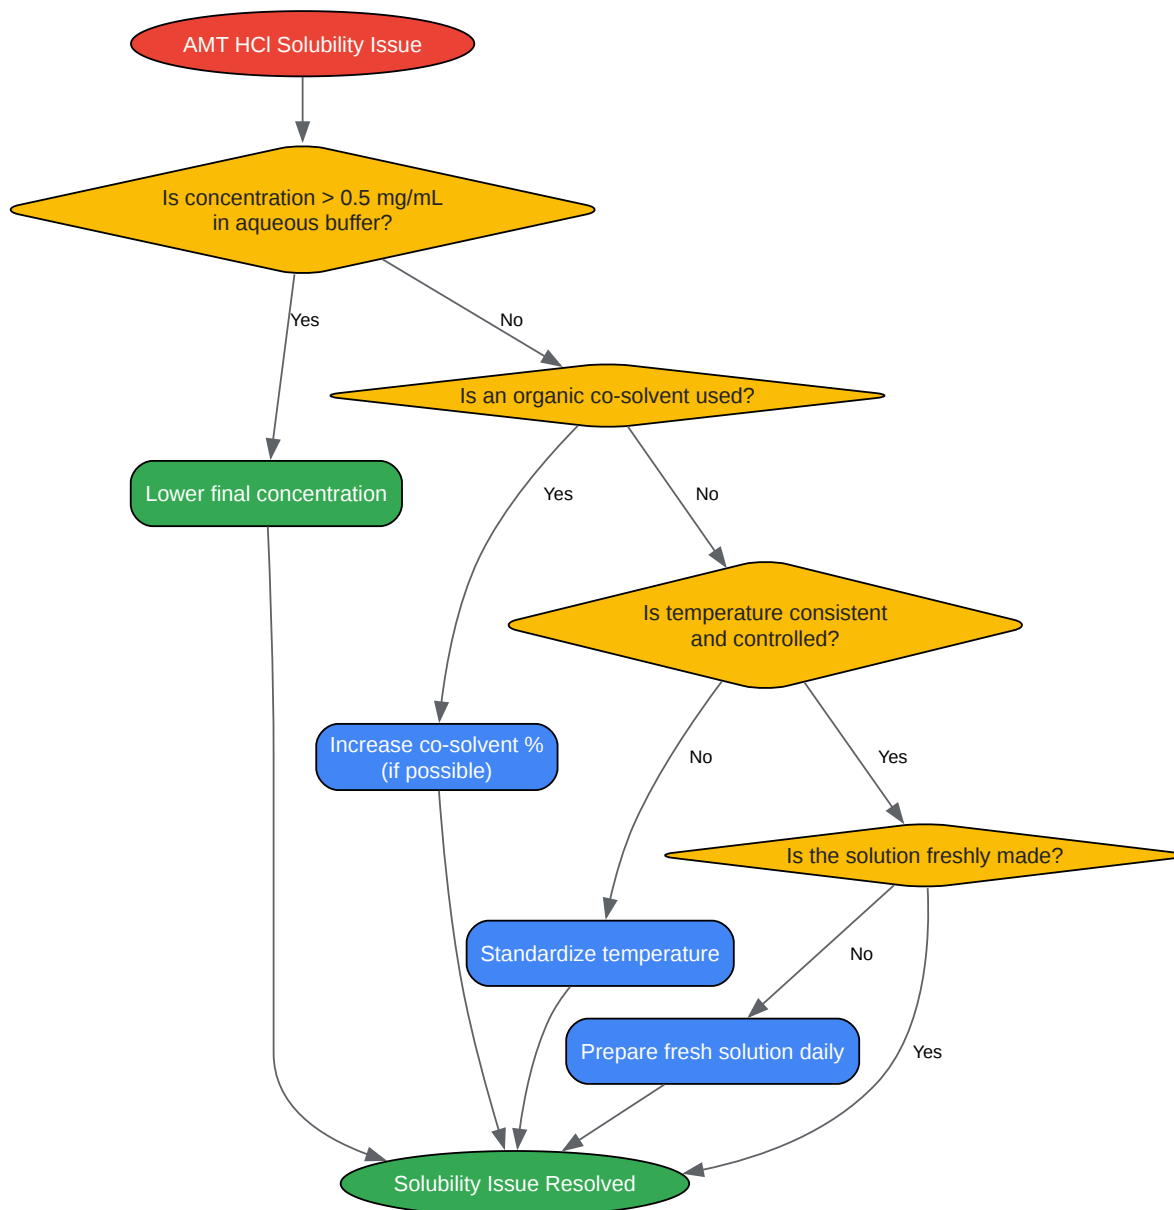 AMT HCl Solubility Issue
Is concentration > 0.5 mg/mL
in aqueous buffer?
Yes
No
Is an organic co-solvent used?
Lower final concentration
Yes
No
Is temperature consistent
and controlled?
Increase co-solvent %
(if possible)
No
Yes
Is the solution freshly made?
Standardize temperature
No
Prepare fresh solution daily
Yes
Solubility Issue Resolved